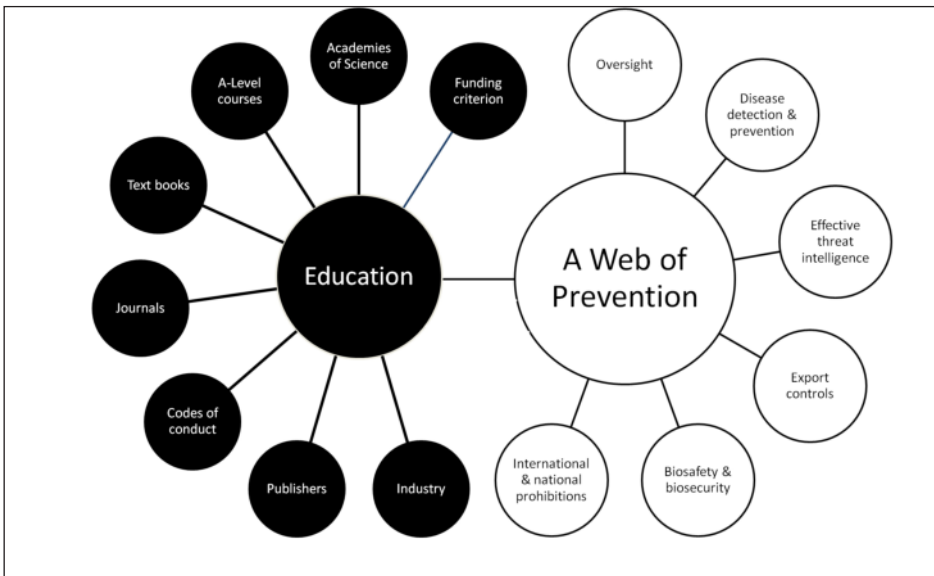 Academies
of Science
A-Level
courses
Funding
criterion
Text books
Journals
Codes of
conduct
Publishers
Industry
Education
A Web of
Prevention
Oversight
Disease
detection &
prevention
Effective
threat
intelligence
Export
controls
Biosafety &
biosecurity
International
& national
prohibitions